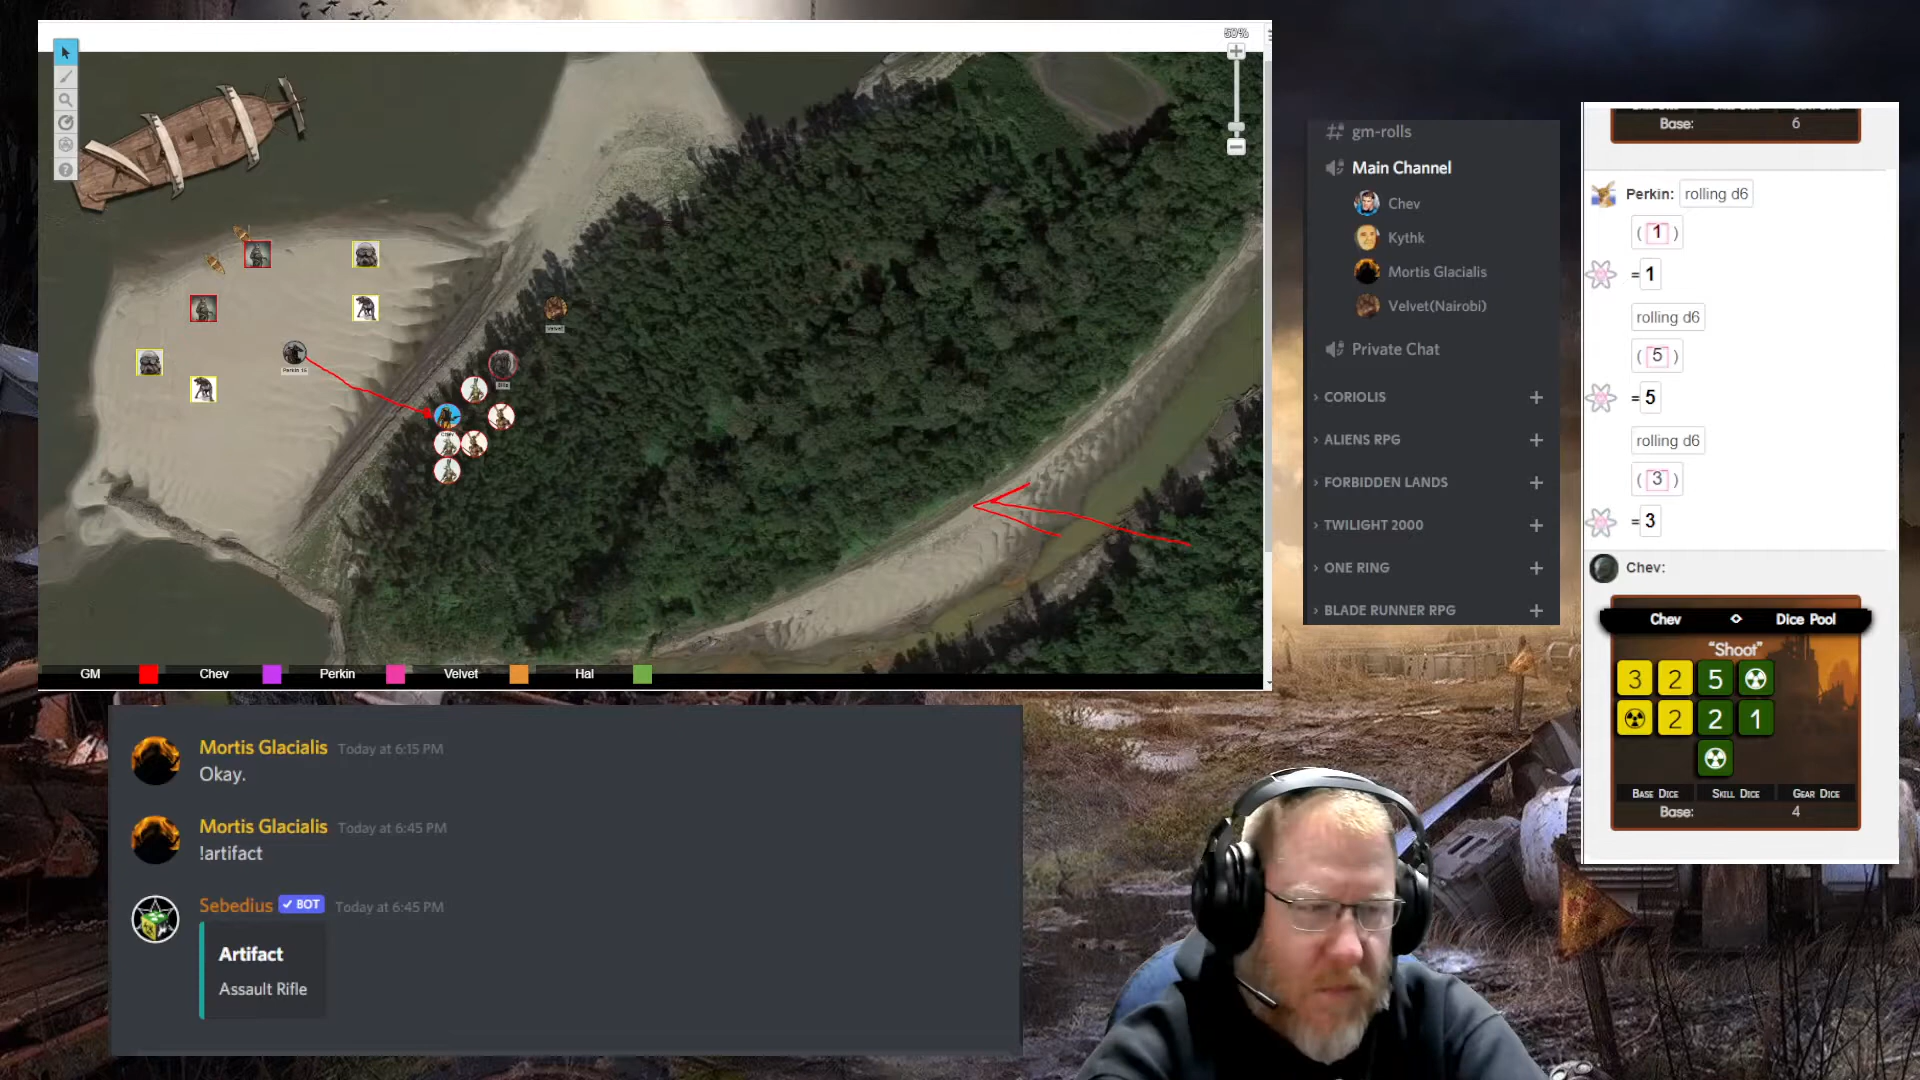 50%
Velvet
Perkin 16
GM
Chev
Perkin
Velvet
Hal
# gm-rolls
Main Channel
Chev
Kythk
Mortis Glacialis
Velvet(Nairobi)
Private Chat
CORIOLIS
ALIENS RPG
FORBIDDEN LANDS
TWILIGHT 2000
ONE RING
BLADE RUNNER RPG
Base: 6
Perkin: rolling d6
( 1 )
=1
rolling d6
( 5 )
=5
rolling d6
( 3 )
=3
Chev:
Chev Dice Pool
“Shoot”
3 2 5
2 2 1
BASE DICE SKILL DICE GEAR DICE
Base: 4
Mortis Glacialis Today at 6:15 PM
Okay.
Mortis Glacialis Today at 6:45 PM
!artifact
Sebedius ✓ BOT Today at 6:45 PM
Artifact
Assault Rifle